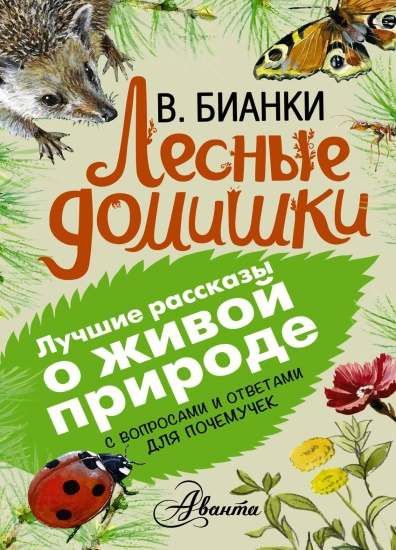 В. БИАНКИ
Лесные
домишки
Лучшие рассказы
о живой
природе
С ВОПРОСАМИ И ОТВЕТАМИ
ДЛЯ ПОЧЕМУЧЕК
Аванта